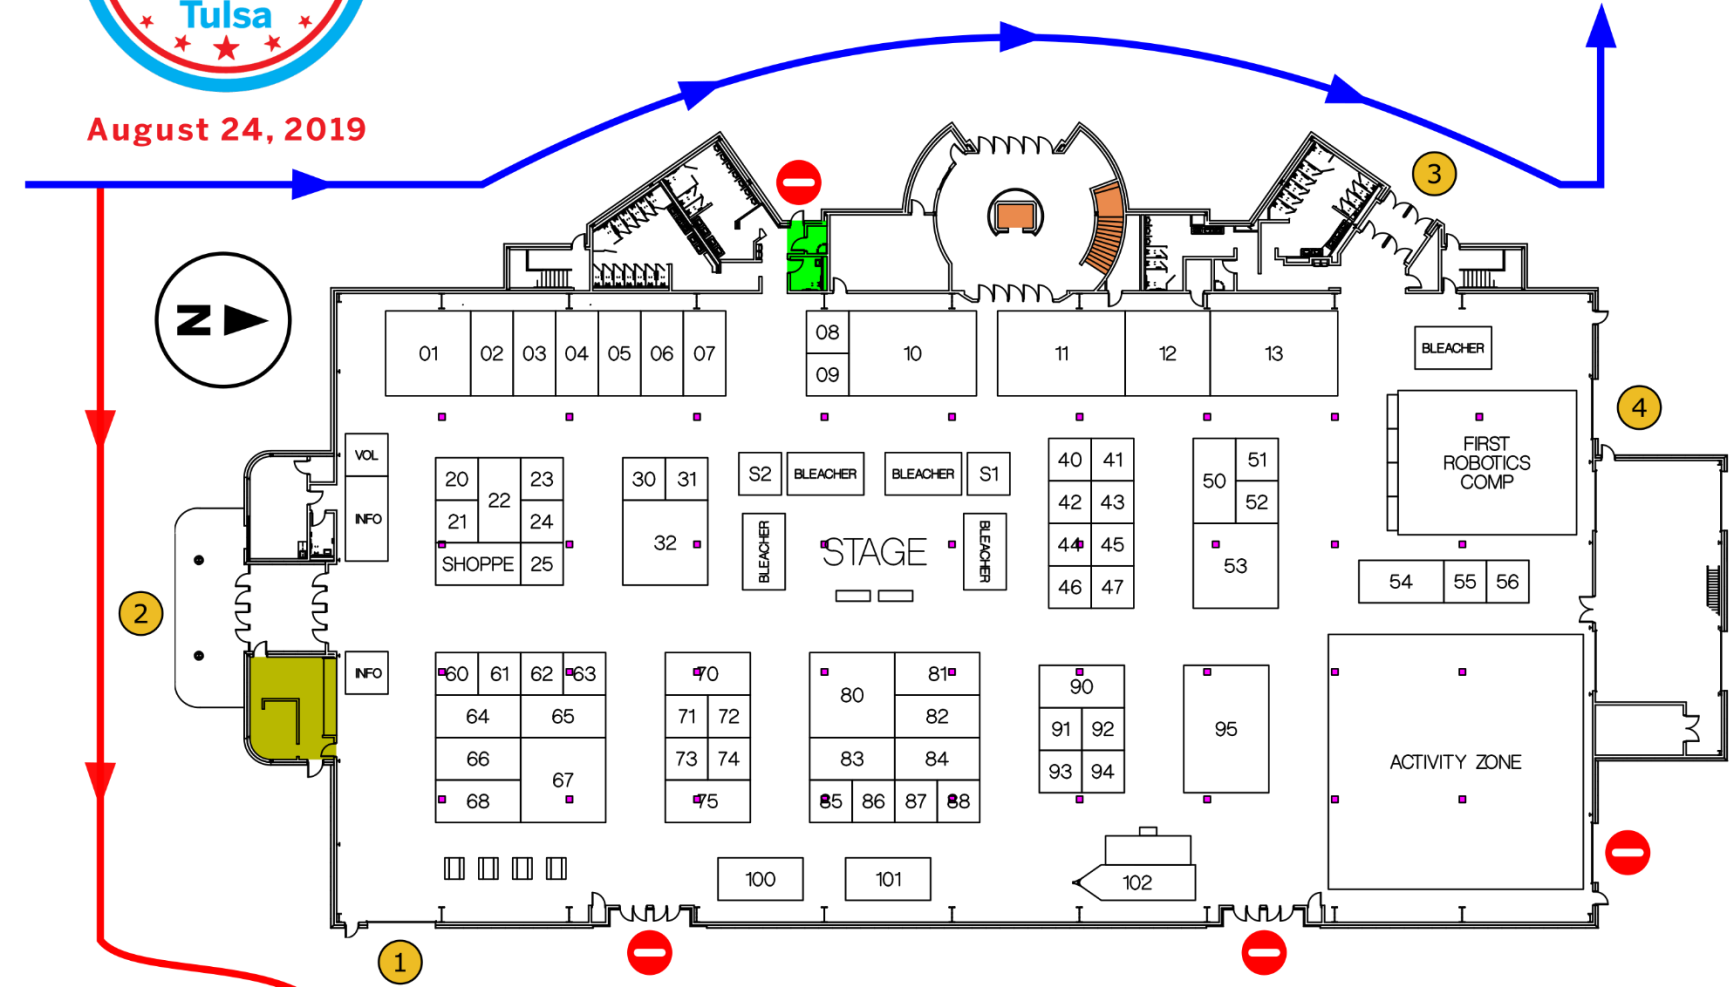 Tulsa
August 24, 2019
N
3
4
2
1
01 02 03 04 05 06 07
08
09
10
11 12 13
BLEACHER
VOL
INFO
20 22 23
21 24
SHOPPE 25
30 31
32
S2 BLEACHER BLEACHER S1
BLEACHER
STAGE
BLEACHER
40 41
42 43
44 45
46 47
50 51
52
53
FIRST
ROBOTICS
COMP
54 55 56
INFO
60 61 62 63
64 65
66 67
68
70
71 72
73 74
75
80 81
82
83 84
85 86 87 88
90
91 92
93 94
95
ACTIVITY ZONE
100 101 102